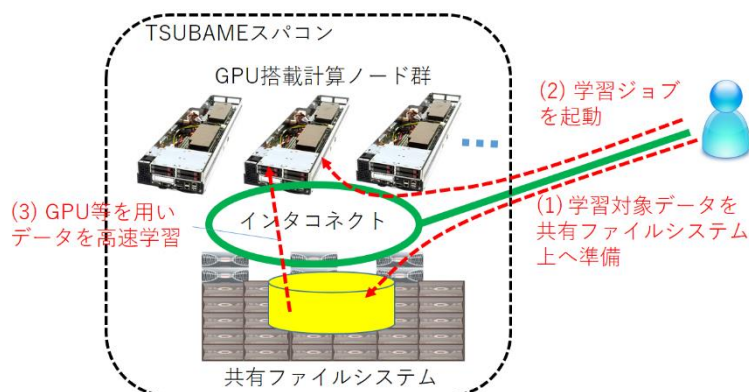 TSUBAMEスパコン
GPU搭載計算ノード群
(2) 学習ジョブ
を起動
(3) GPU等を用い
データを高速学習
インタコネクト
(1) 学習対象データを
共有ファイルシステム
上へ準備
共有ファイルシステム